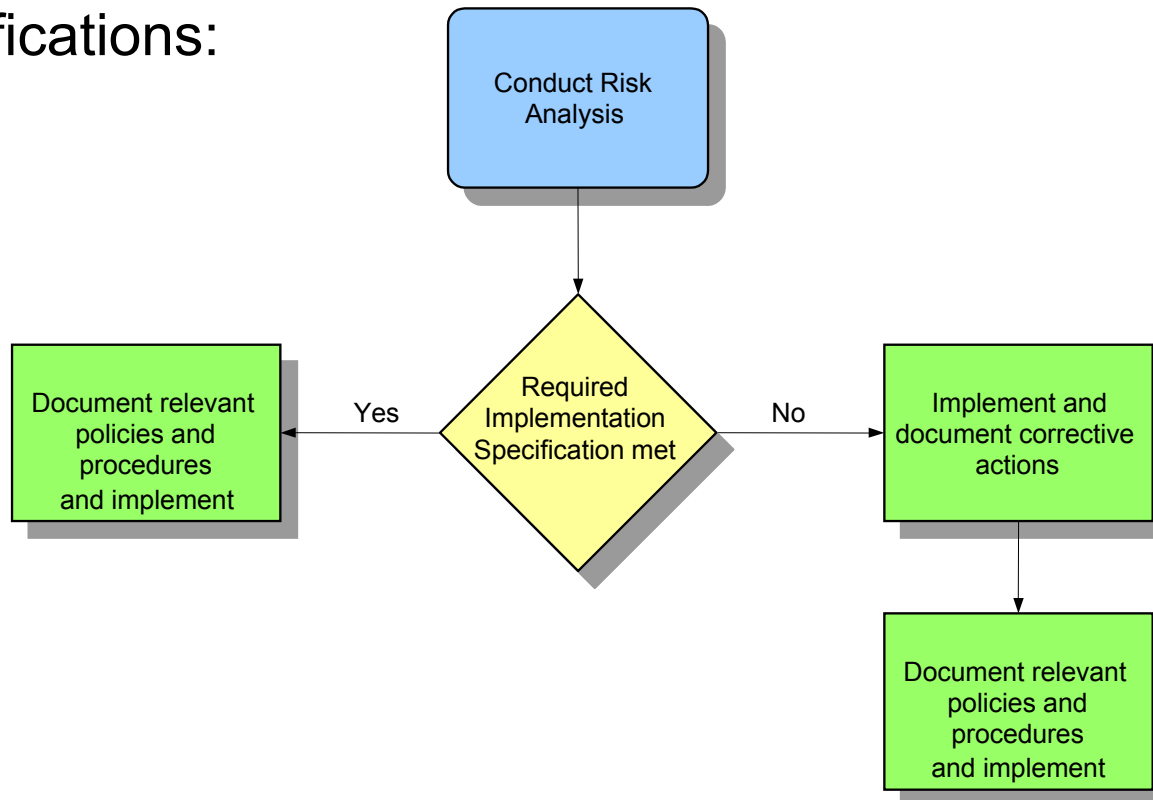 fications:
Conduct Risk
Analysis
Required
Implementation
Specification met
Yes
No
Document relevant
policies and
procedures
and implement
Implement and
document corrective
actions
Document relevant
policies and
procedures
and implement